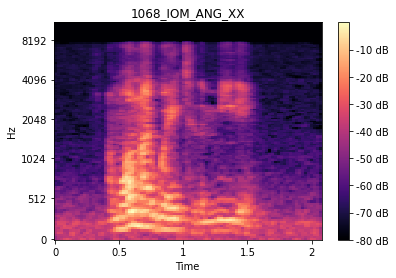 1068_IOM_ANG_XX
8192
4096
2048
1024
512
0
Hz
0
0.5
1
1.5
2
Time
-10 dB
-20 dB
-30 dB
-40 dB
-50 dB
-60 dB
-70 dB
-80 dB